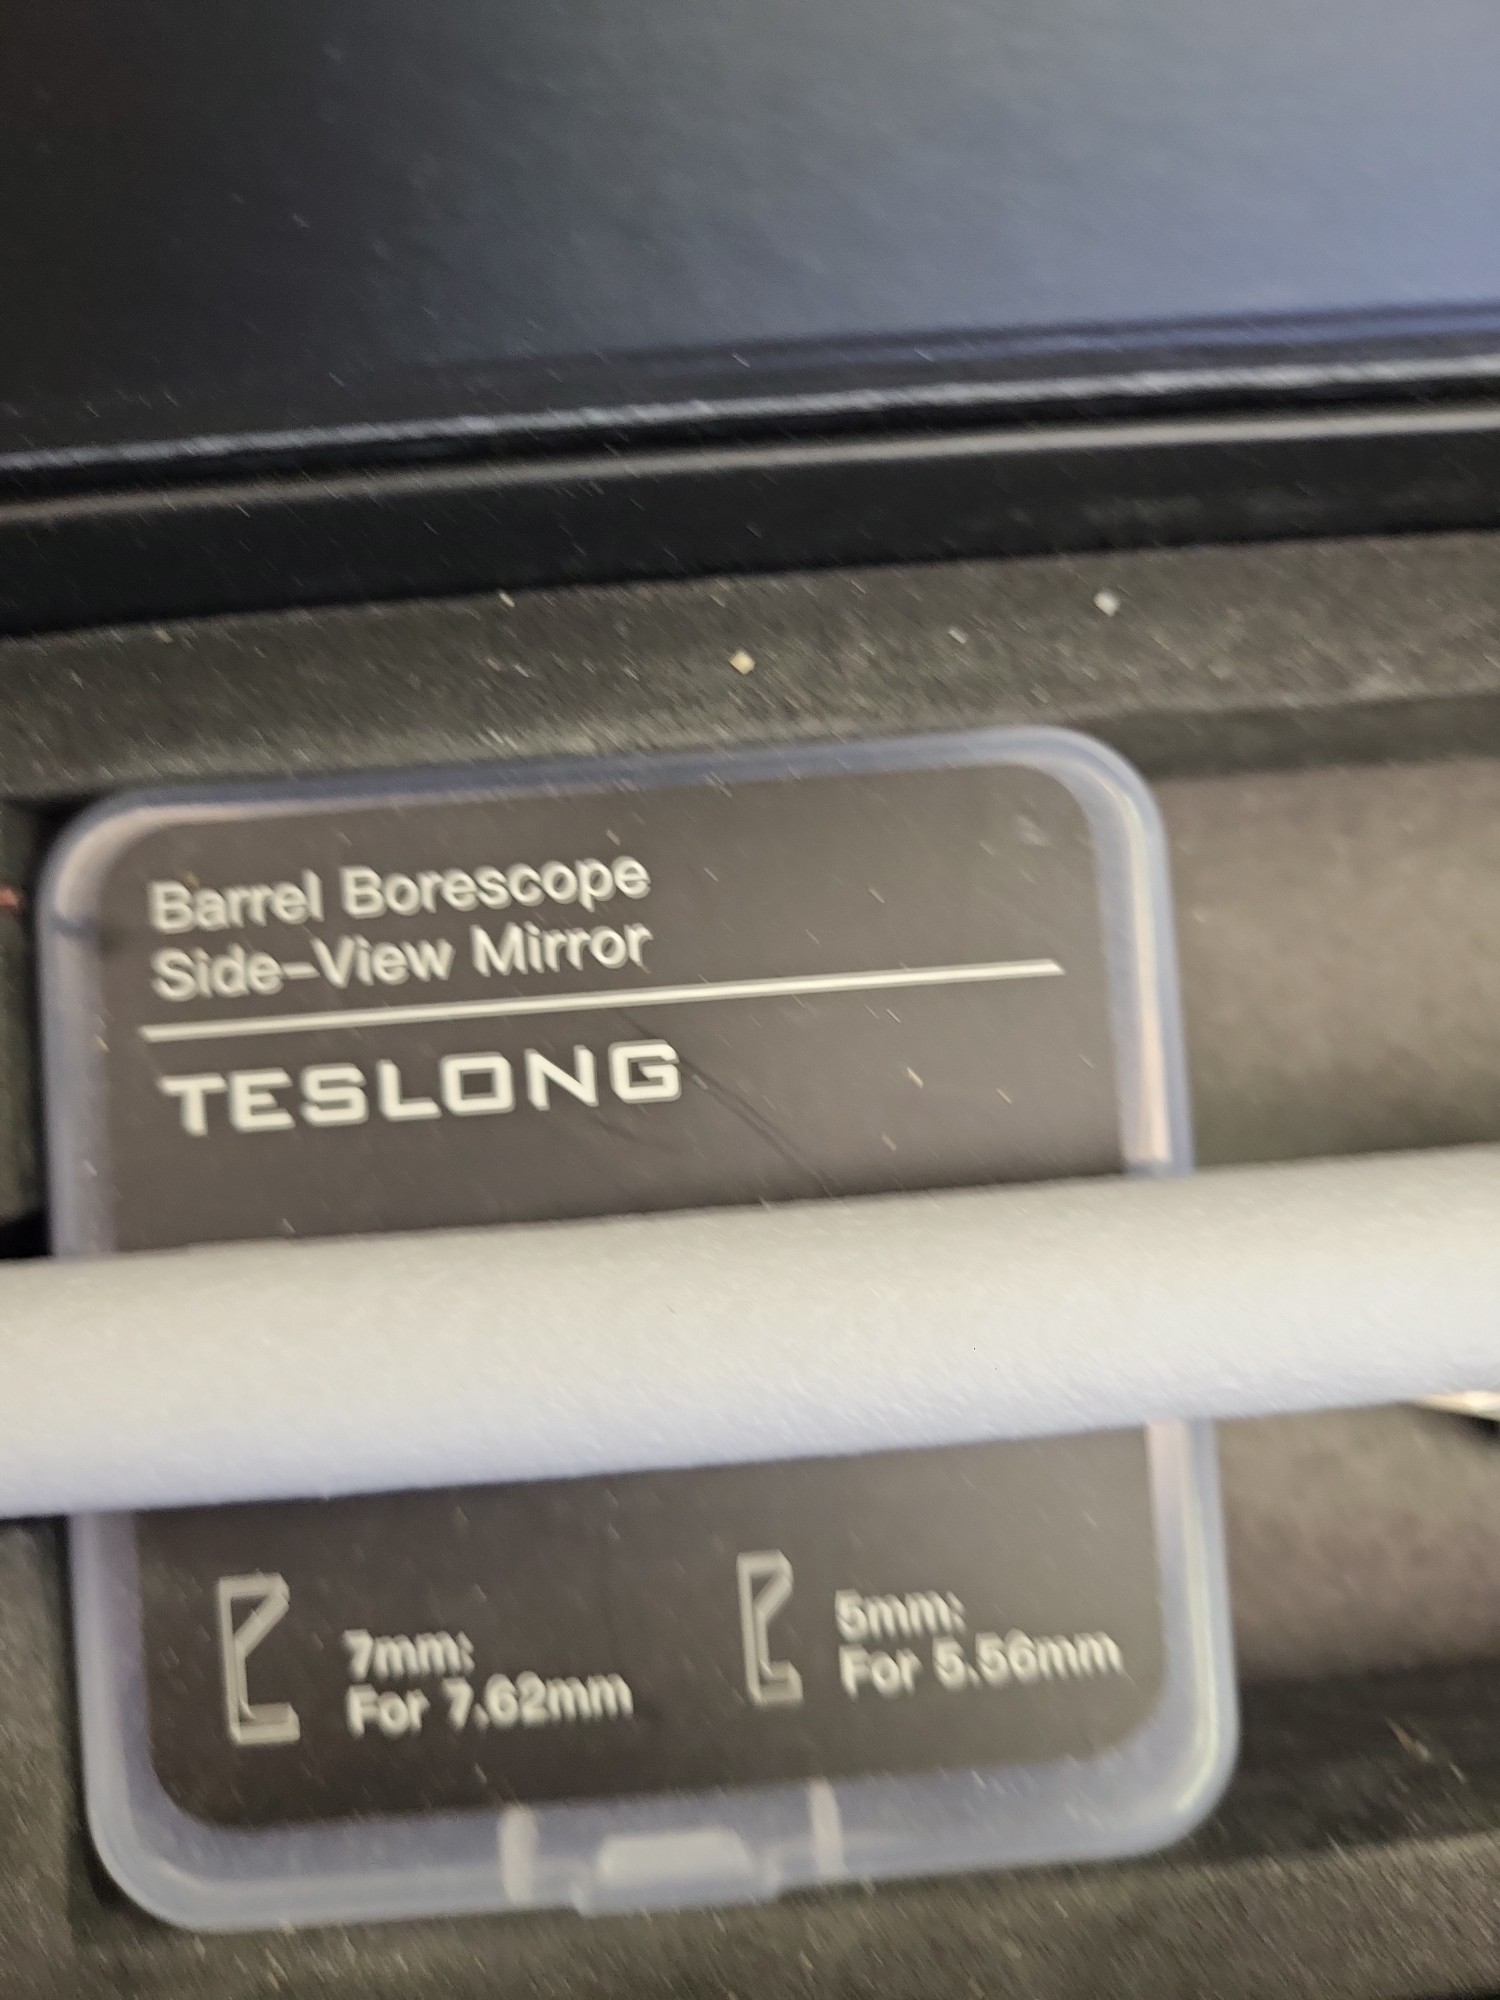 Barrel Borescope
Side-View Mirror
TESLONG
7mm:
For 7.62mm
5mm:
For 5.56mm